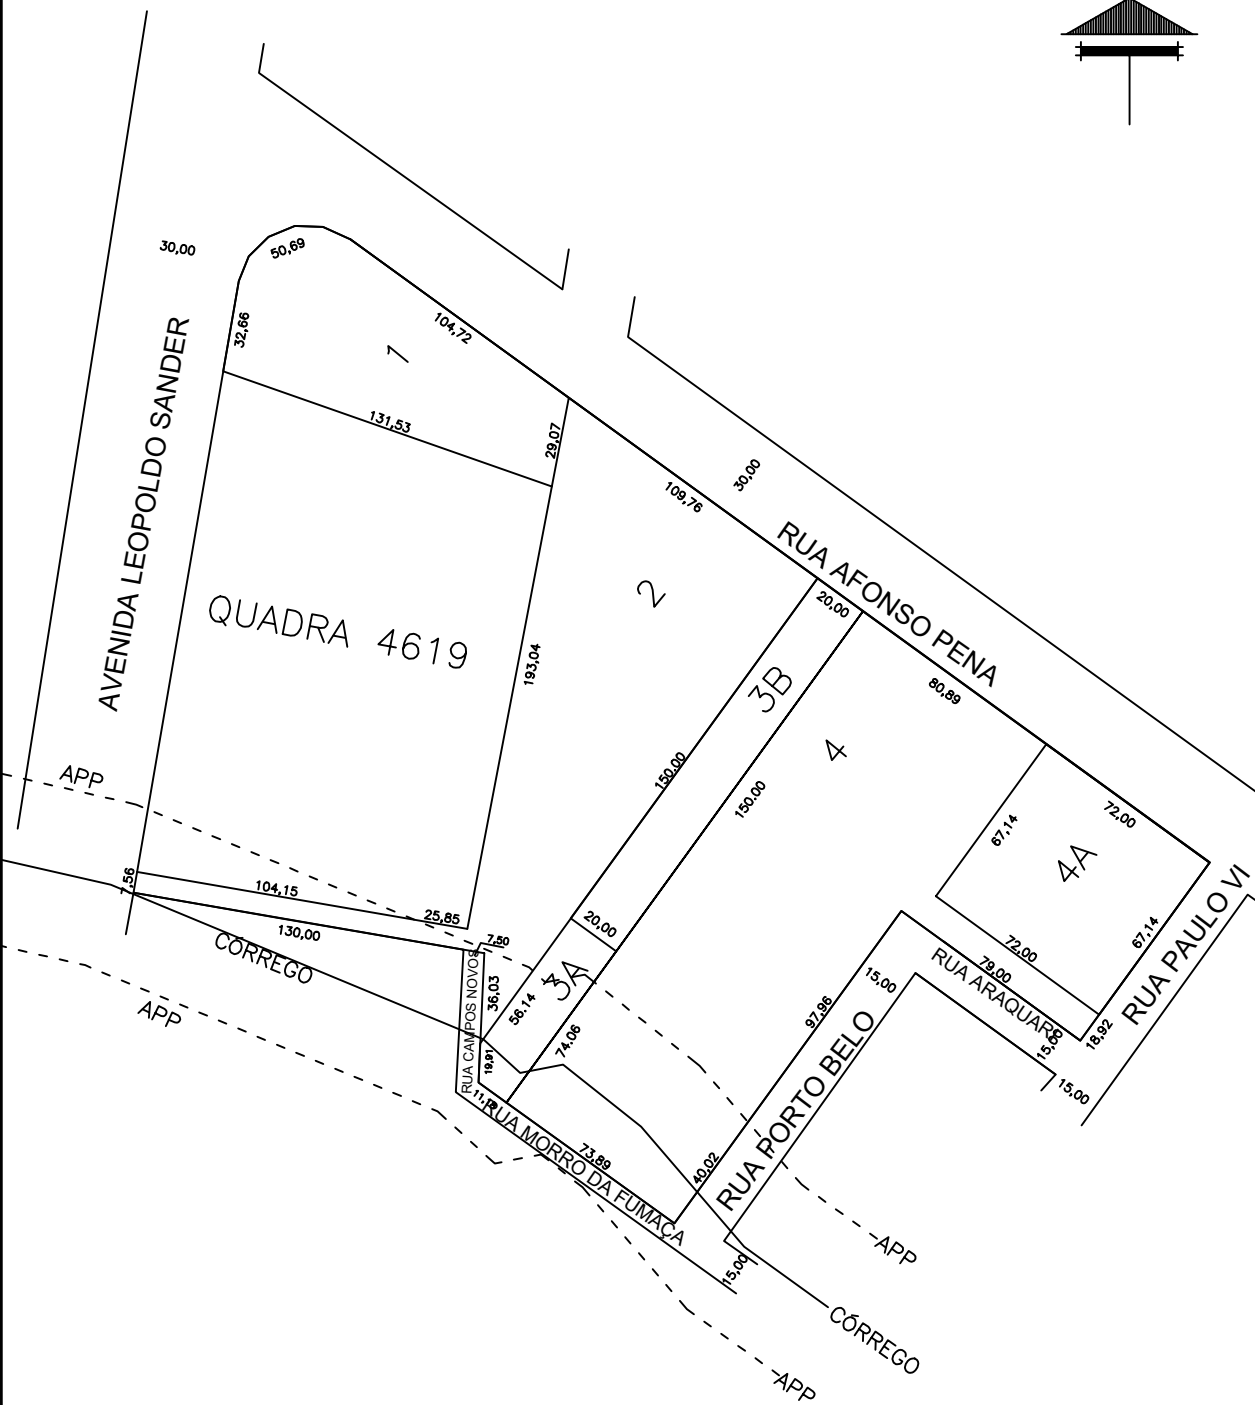 30,00
50,69
32,66
104,72
1
131,53
29,07
AVENIDA LEOPOLDO SANDER
30,00
109,76
RUA AFONSO PENA
2
20,00
QUADRA 4619
193,04
3B
80,89
4
150,00
150.00
APP
72,00
67,14
4A
7,56
104,15
25,85
20,00
72,00
67,14
RUA PAULO VI
130,00
7,50
CÓRREGO
3A
79,00
RUA ARAQUARI
15,00
36,03
56.14
97,96
RUA CAMPOS NOVOS
APP
74.06
15,00
18,92
15,00
19,91
RUA PORTO BELO
RUA MORRO DA FUMAÇA
73,89
40,02
APP
15,00
CÓRREGO
APP